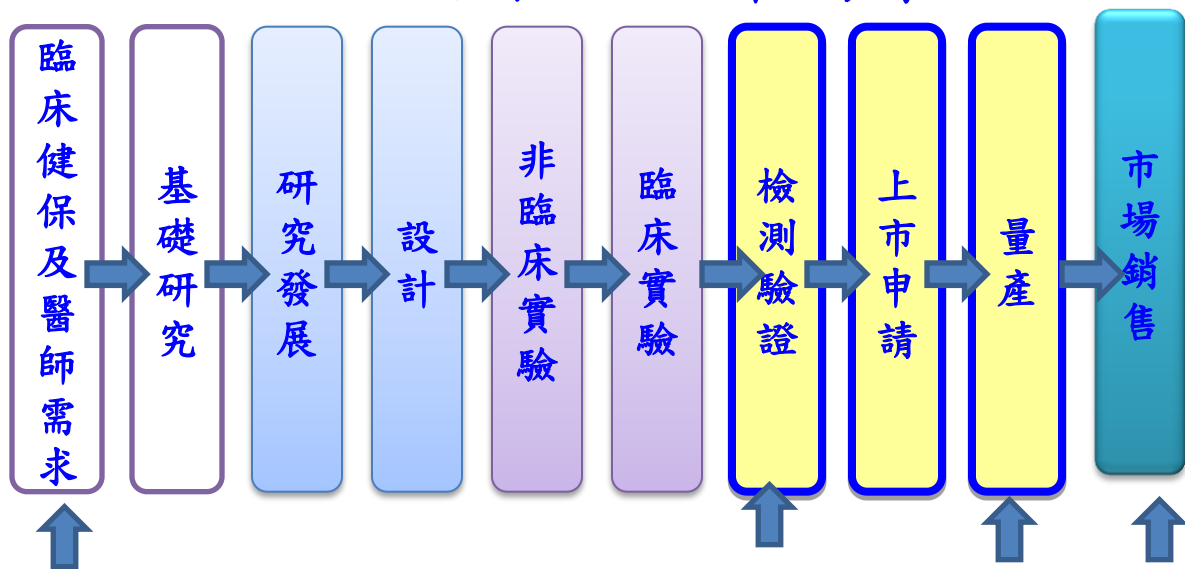 臨床健保及醫師需求
基礎研究
研究發展
設計
非臨床實驗
臨床實驗
檢測驗證
上市申請
量產
市場銷售